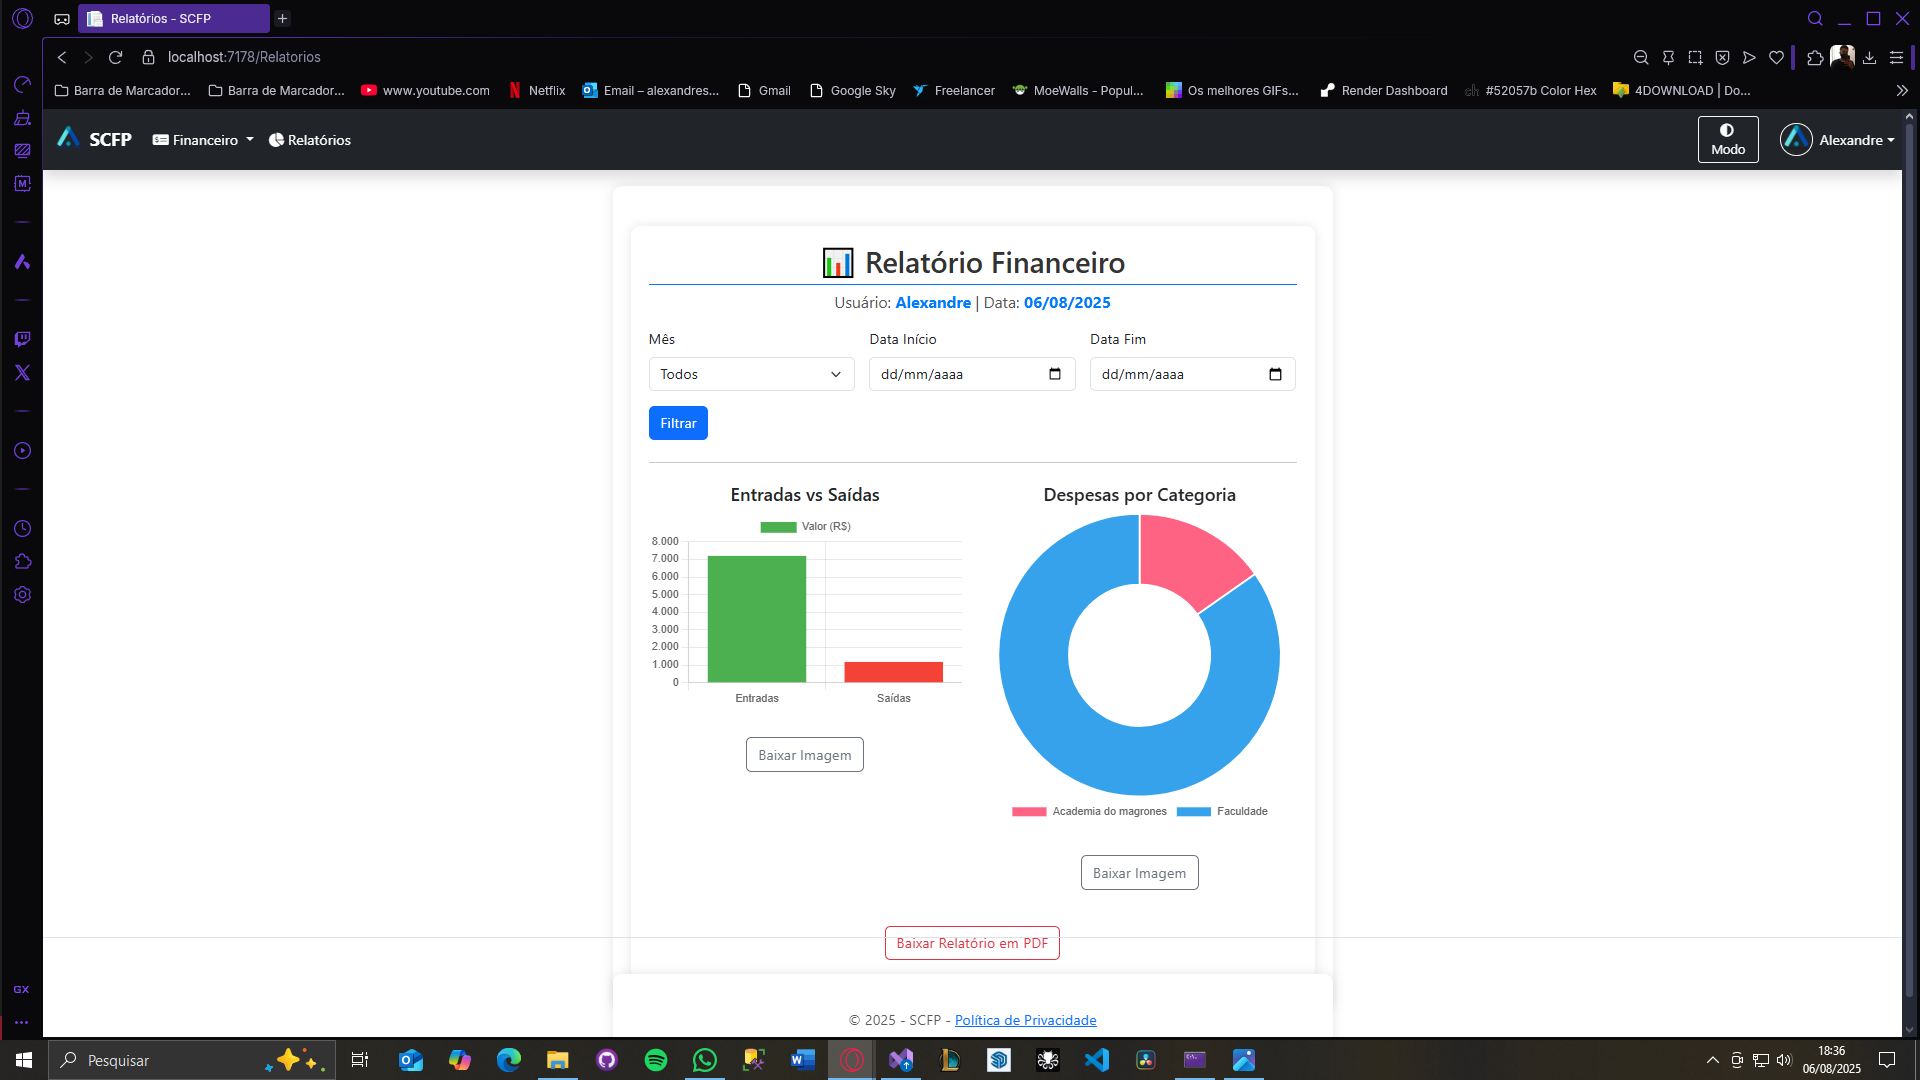 Relatórios - SCFP
localhost:7178/Relatorios
Barra de Marcador... Barra de Marcador... www.youtube.com Netflix Email – alexandres... Gmail Google Sky Freelancer MoeWalls - Popul... Os melhores GIFs... Render Dashboard ch #52057b Color Hex 4DOWNLOAD | Do...
SCFP Financeiro Relatórios Modo Alexandre
Relatório Financeiro
Usuário: Alexandre | Data: 06/08/2025
Mês Data Início Data Fim
Todos dd/mm/aaaa dd/mm/aaaa
Filtrar
Entradas vs Saídas
Valor (R$)
8.000
7.000
6.000
5.000
4.000
3.000
2.000
1.000
0
Entradas Saídas
Baixar Imagem
Despesas por Categoria
Academia do magrones Faculdade
Baixar Imagem
Baixar Relatório em PDF
© 2025 - SCFP - Política de Privacidade
GX
Pesquisar
18:36
06/08/2025